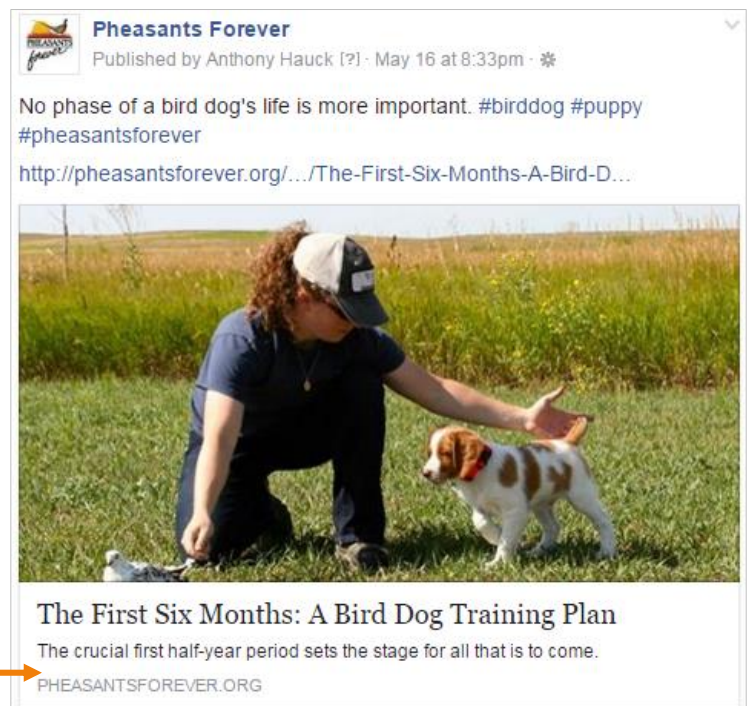 PHEASANTS
forever
Pheasants Forever
Published by Anthony Hauck [?] · May 16 at 8:33pm ·
No phase of a bird dog's life is more important. #birddog #puppy
#pheasantsforever
http://pheasantsforever.org/…/The-First-Six-Months-A-Bird-D…
The First Six Months: A Bird Dog Training Plan
The crucial first half-year period sets the stage for all that is to come.
PHEASANTSFOREVER.ORG